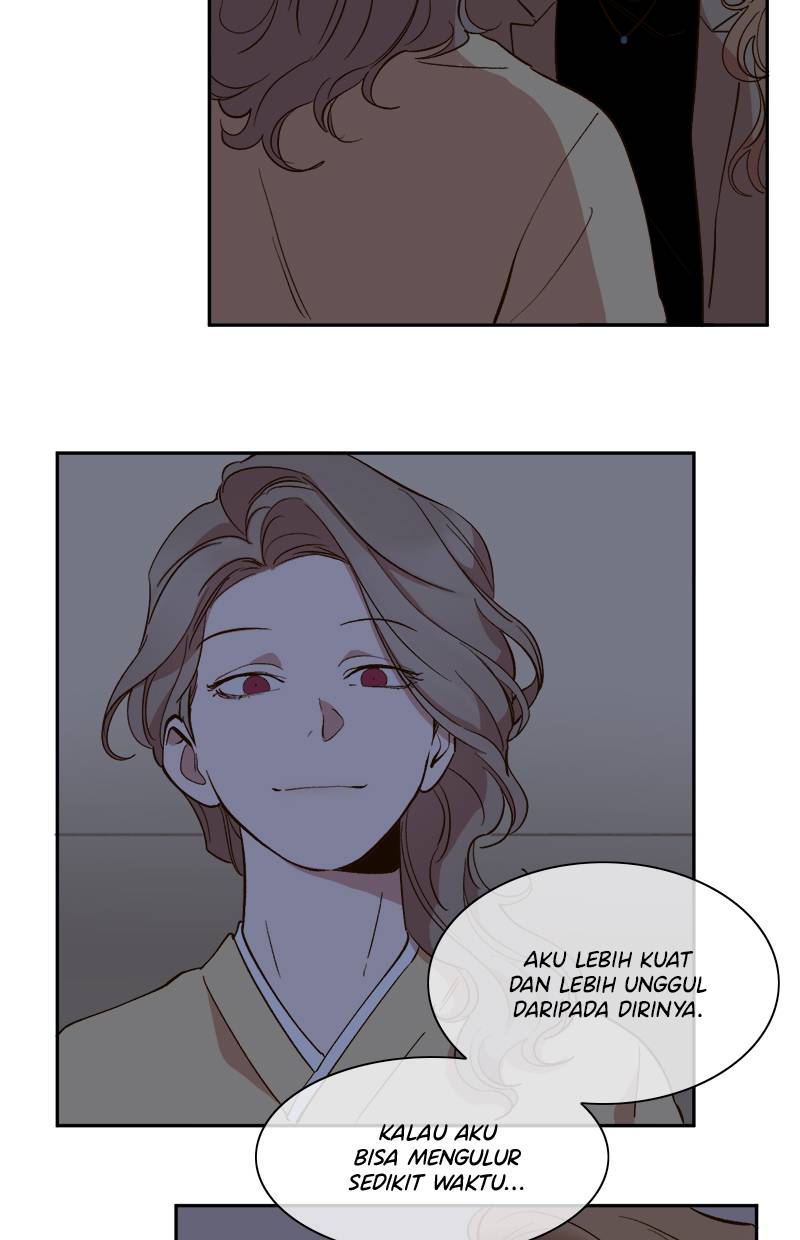 AKU LEBIH KUAT
DAN LEBIH UNGGUL
DARIPADA DIRINYA.
KALAU AKU
BISA MENGULUR
SEDIKIT WAKTU...